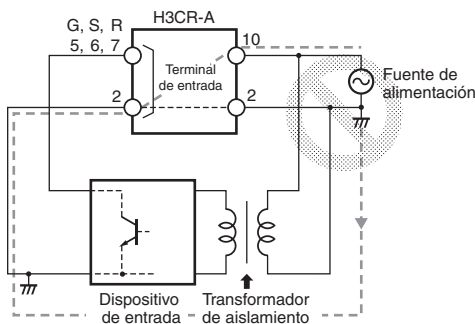 H3CR-A
G, S, R
5, 6, 7
10
Terminal
de entrada
2
2
Fuente de
alimentación
Dispositivo
de entrada
Transformador
de aislamiento